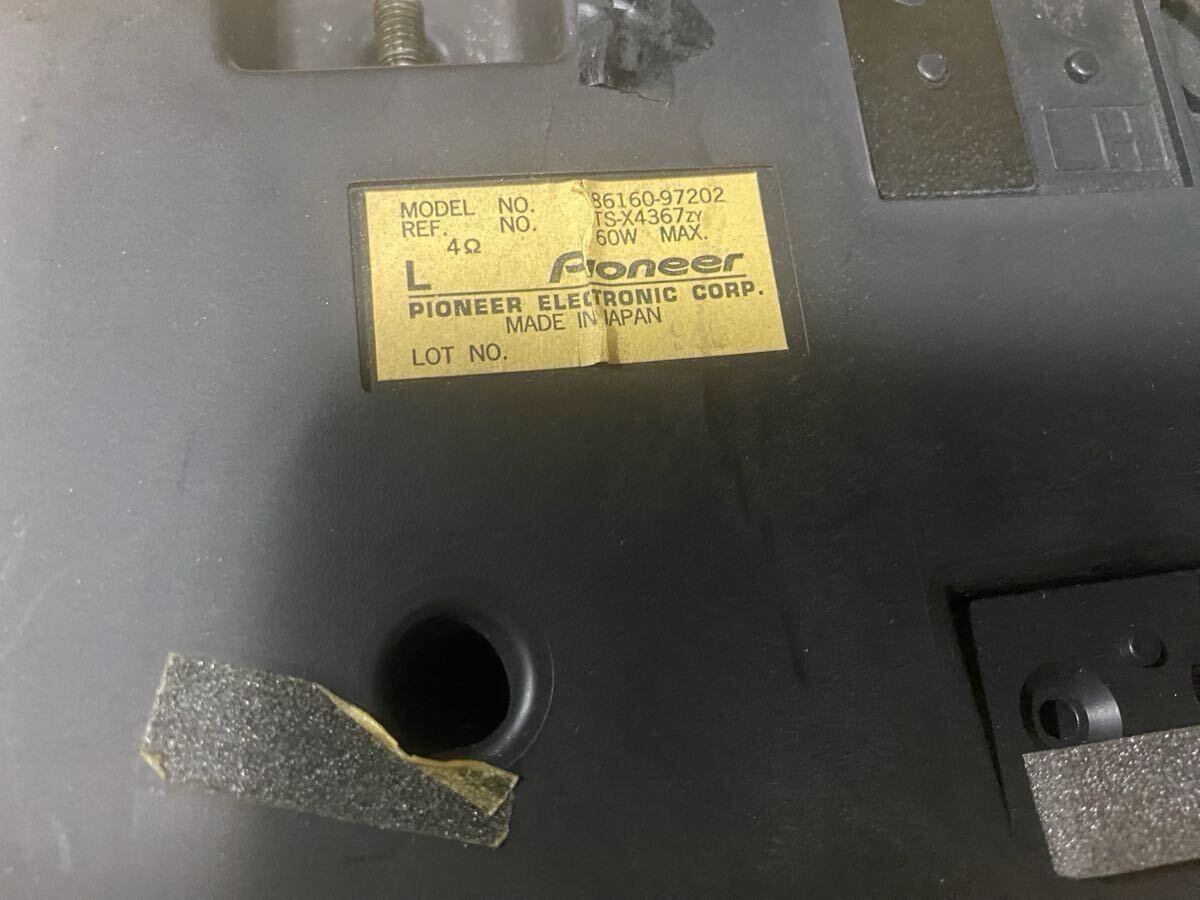 MODEL NO. 86160-97202
REF. NO. TS-X4367ZY
4Ω 60W MAX.
L Pioneer
PIONEER ELECTRONIC CORP.
MADE IN JAPAN
LOT NO.
LH